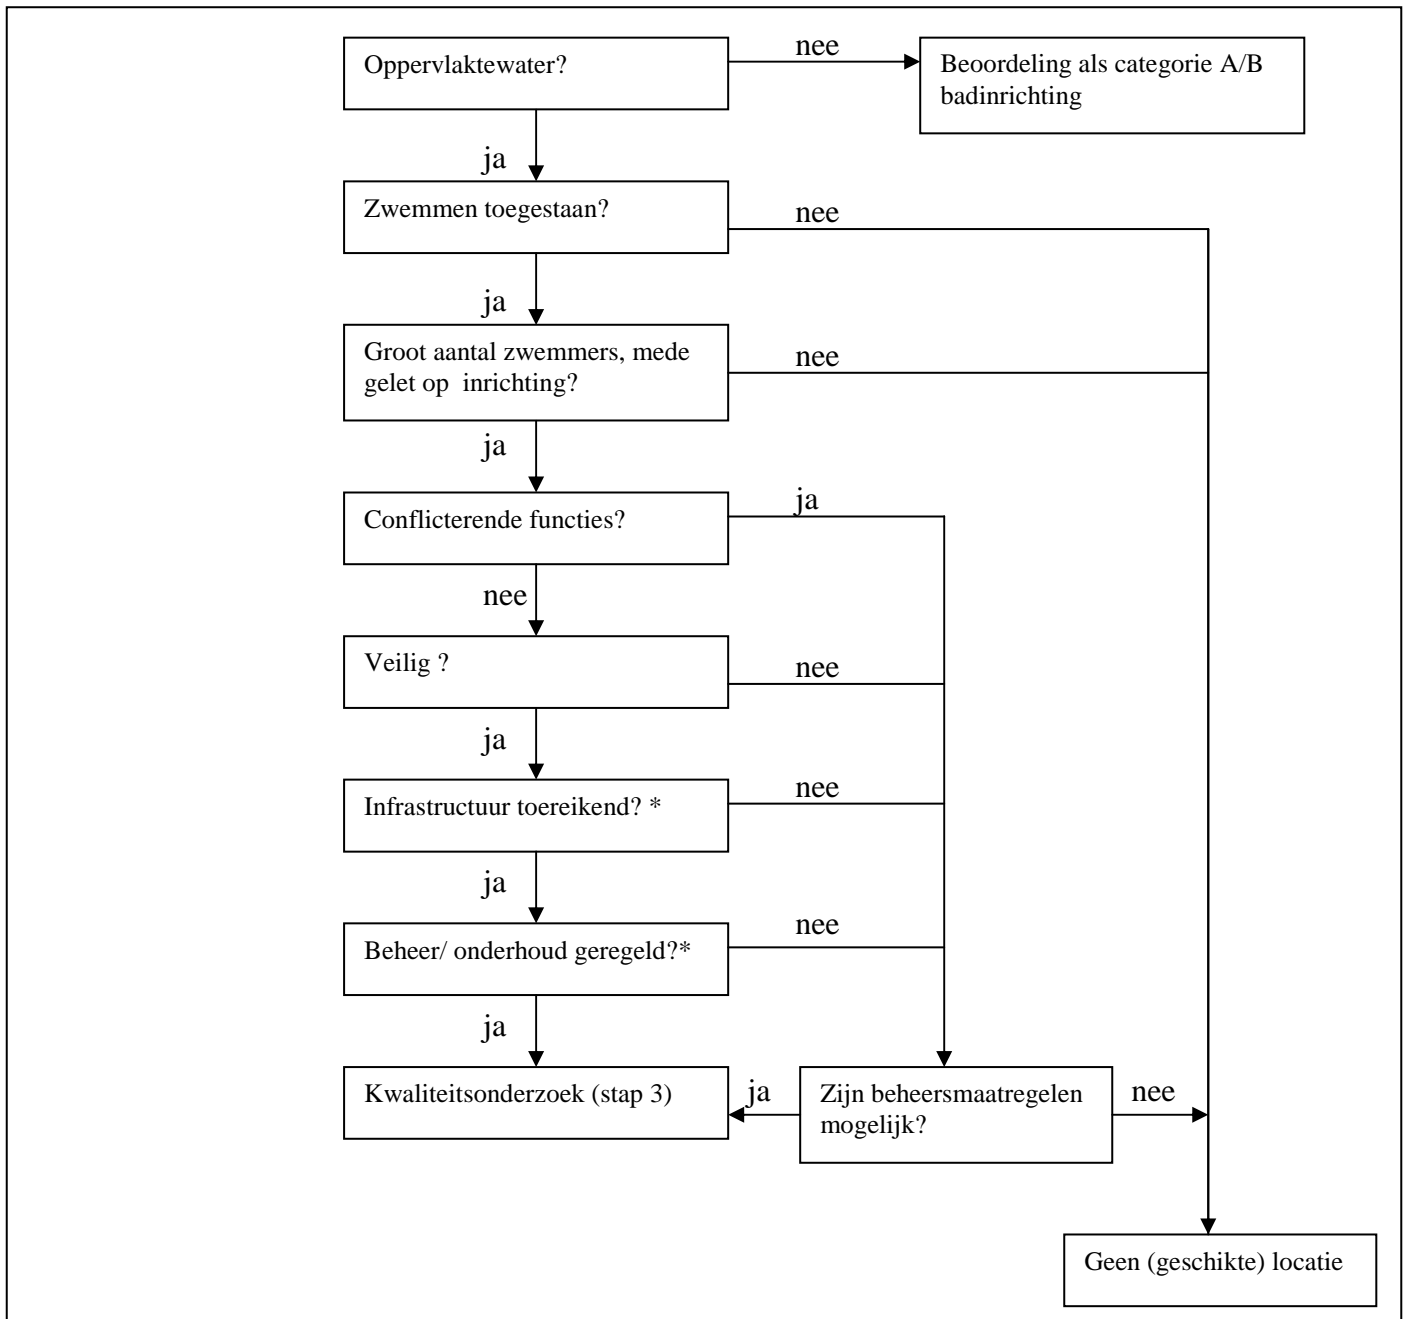 Oppervlaktewater?
nee
Beoordeling als categorie A/B
badinrichting
ja
Zwemmen toegestaan?
nee
ja
Groot aantal zwemmers, mede
gelet op inrichting?
nee
ja
Conflicterende functies?
ja
nee
Veilig ?
nee
ja
Infrastructuur toereikend? *
nee
ja
Beheer/ onderhoud geregeld?*
nee
ja
Kwaliteitsonderzoek (stap 3)
ja
Zijn beheersmaatregelen
mogelijk?
nee
Geen (geschikte) locatie